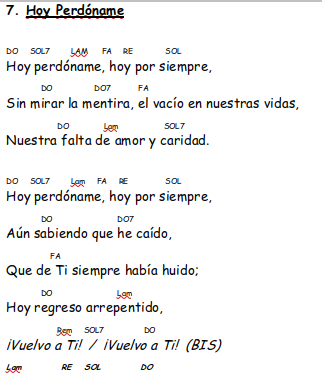 7. Hoy Perdóname
DO SOL7 LAM FA RE SOL
Hoy perdóname, hoy por siempre,
DO DO7 FA
Sin mirar la mentira, el vacío en nuestras vidas,
DO Lam SOL7
Nuestra falta de amor y caridad.
DO SOL7 Lam FA RE SOL
Hoy perdóname, hoy por siempre,
DO DO7
Aún sabiendo que he caído,
FA
Que de Ti siempre había huido;
DO Lam
Hoy regreso arrepentido,
Rem SOL7 DO
¡Vuelvo a Ti! / ¡Vuelvo a Ti! (BIS)
Lam RE SOL DO